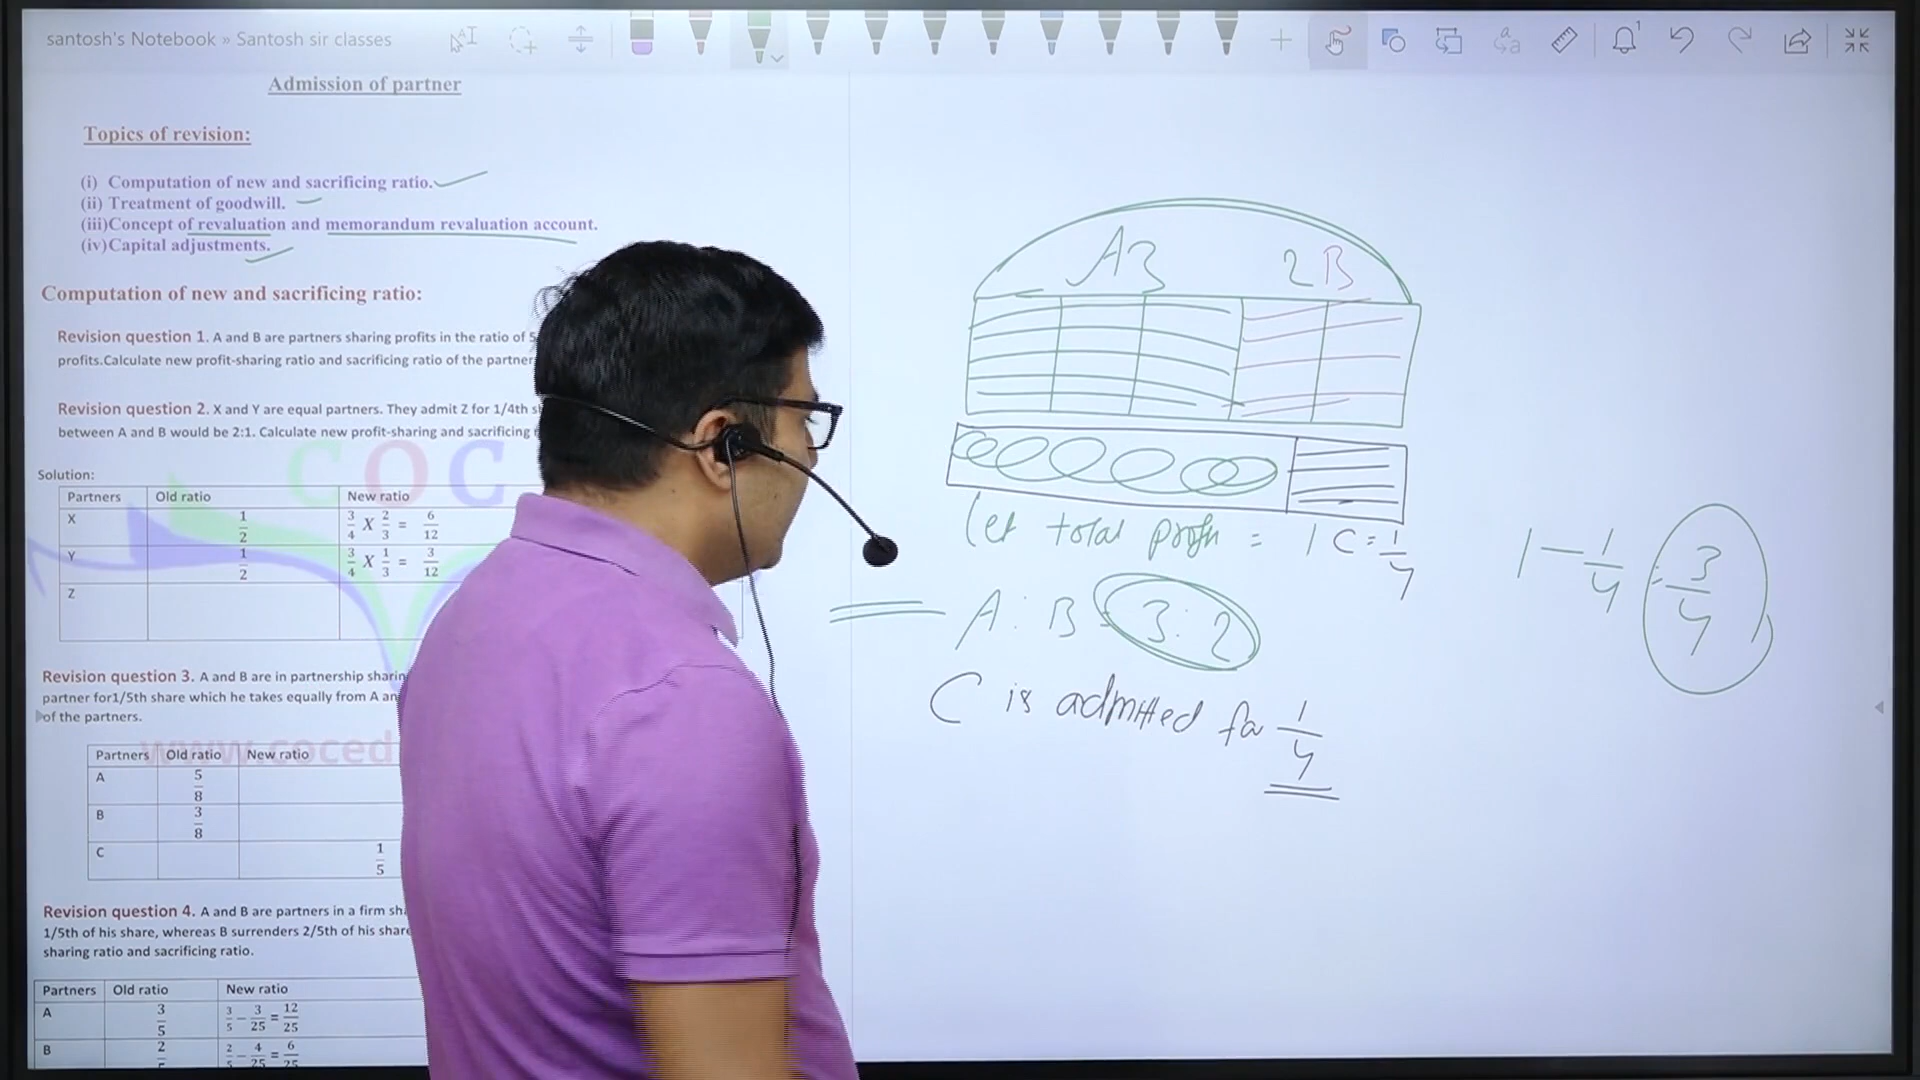 santosh's Notebook » Santosh sir classes
Admission of partner
Topics of revision:
(i) Computation of new and sacrificing ratio.
(ii) Treatment of goodwill.
(iii)Concept of revaluation and memorandum revaluation account.
(iv)Capital adjustments.
Computation of new and sacrificing ratio:
Revision question 1. A and B are partners sharing profits in the ratio of 5
profits.Calculate new profit-sharing ratio and sacrificing ratio of the partner
Revision question 2. X and Y are equal partners. They admit Z for 1/4th
between A and B would be 2:1. Calculate new profit-sharing and sacrificing
COC
Solution:
Partners Old ratio New ratio
X 1/2 3/4 X 2/3 = 6/12
Y 1/2 3/4 X 1/3 = 3/12
Z
Revision question 3. A and B are in partnership
partner for1/5th share which he takes equally from A
of the partners.
www.coced
Partners Old ratio New ratio
A 5/8
B 3/8
C 1/5
Revision question 4. A and B are partners in a firm
1/5th of his share, whereas B surrenders 2/5th of his
sharing ratio and sacrificing ratio.
Partners Old ratio New ratio
A 3/5 3/5 - 3/25 = 12/25
B 2 2/5 - 4/25 = 6/25
A3 2B
Let total profit = 1 C = 1/4
1 - 1/4 = 3/4
A : B = 3 : 2
C is admitted for 1/4